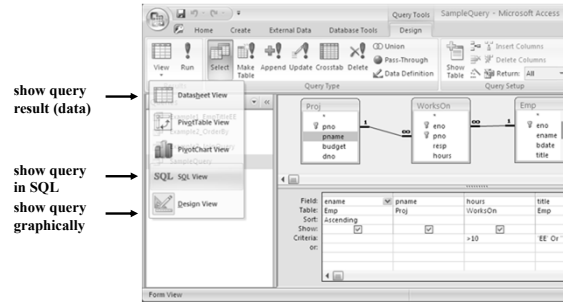 Query Tools
SampleQuery - Microsoft Access
Home
Create
External Data
Database Tools
Design
View
Run
Select
Make Table
Append
Update
Crosstab
Delete
Union
Pass-Through
Data Definition
Show Table
Insert Columns
Delete Columns
Return: All
Query Type
Query Setup
show query
result (data)
Datasheet View
PivotTable View
PivotChart View
show query
in SQL
SQL SQL View
show query
graphically
Design View
Proj
*
pno
pname
budget
dno
1
∞
WorksOn
*
eno
pno
resp
hours
∞
1
Emp
*
eno
ename
bdate
title
Field: ename pname hours title
Table: Emp Proj WorksOn Emp
Sort: Ascending
Show:
Criteria: >10 'EE' Or '
or:
Form View